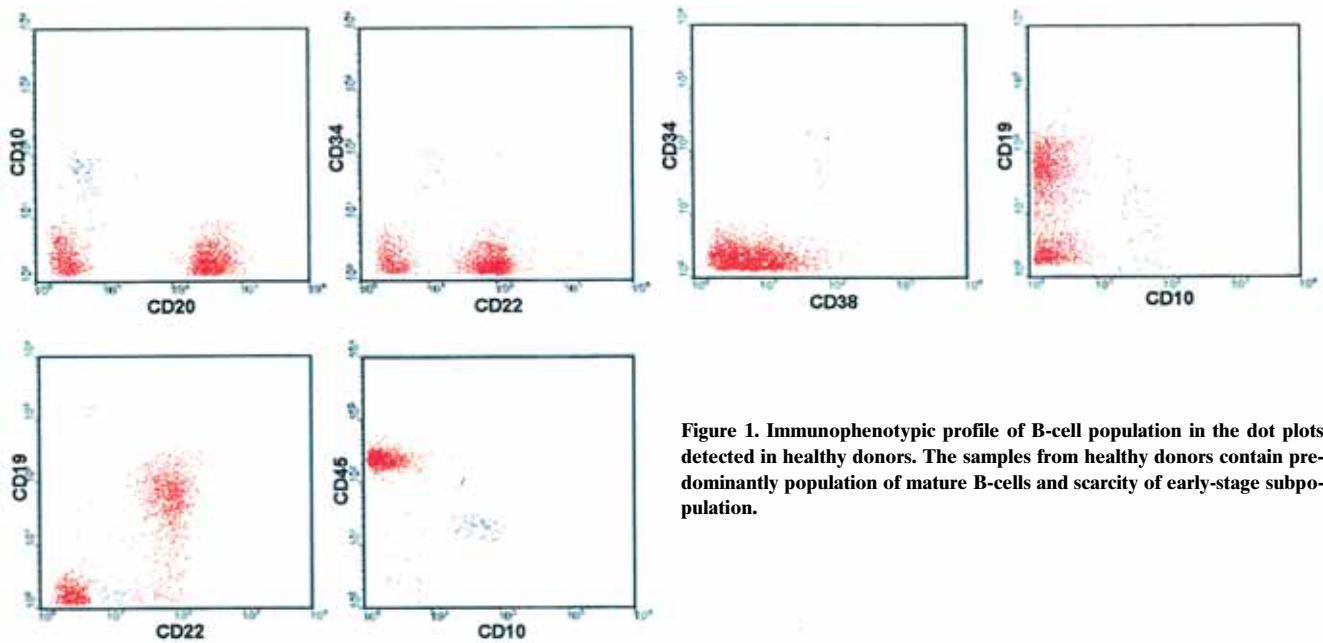 CD10
CD20
CD34
CD22
CD34
CD38
CD19
CD10
CD19
CD22
CD45
CD10
Figure 1. Immunophenotypic profile of B-cell population in the dot plots
detected in healthy donors. The samples from healthy donors contain pre-
dominantly population of mature B-cells and scarcity of early-stage subpo-
pulation.